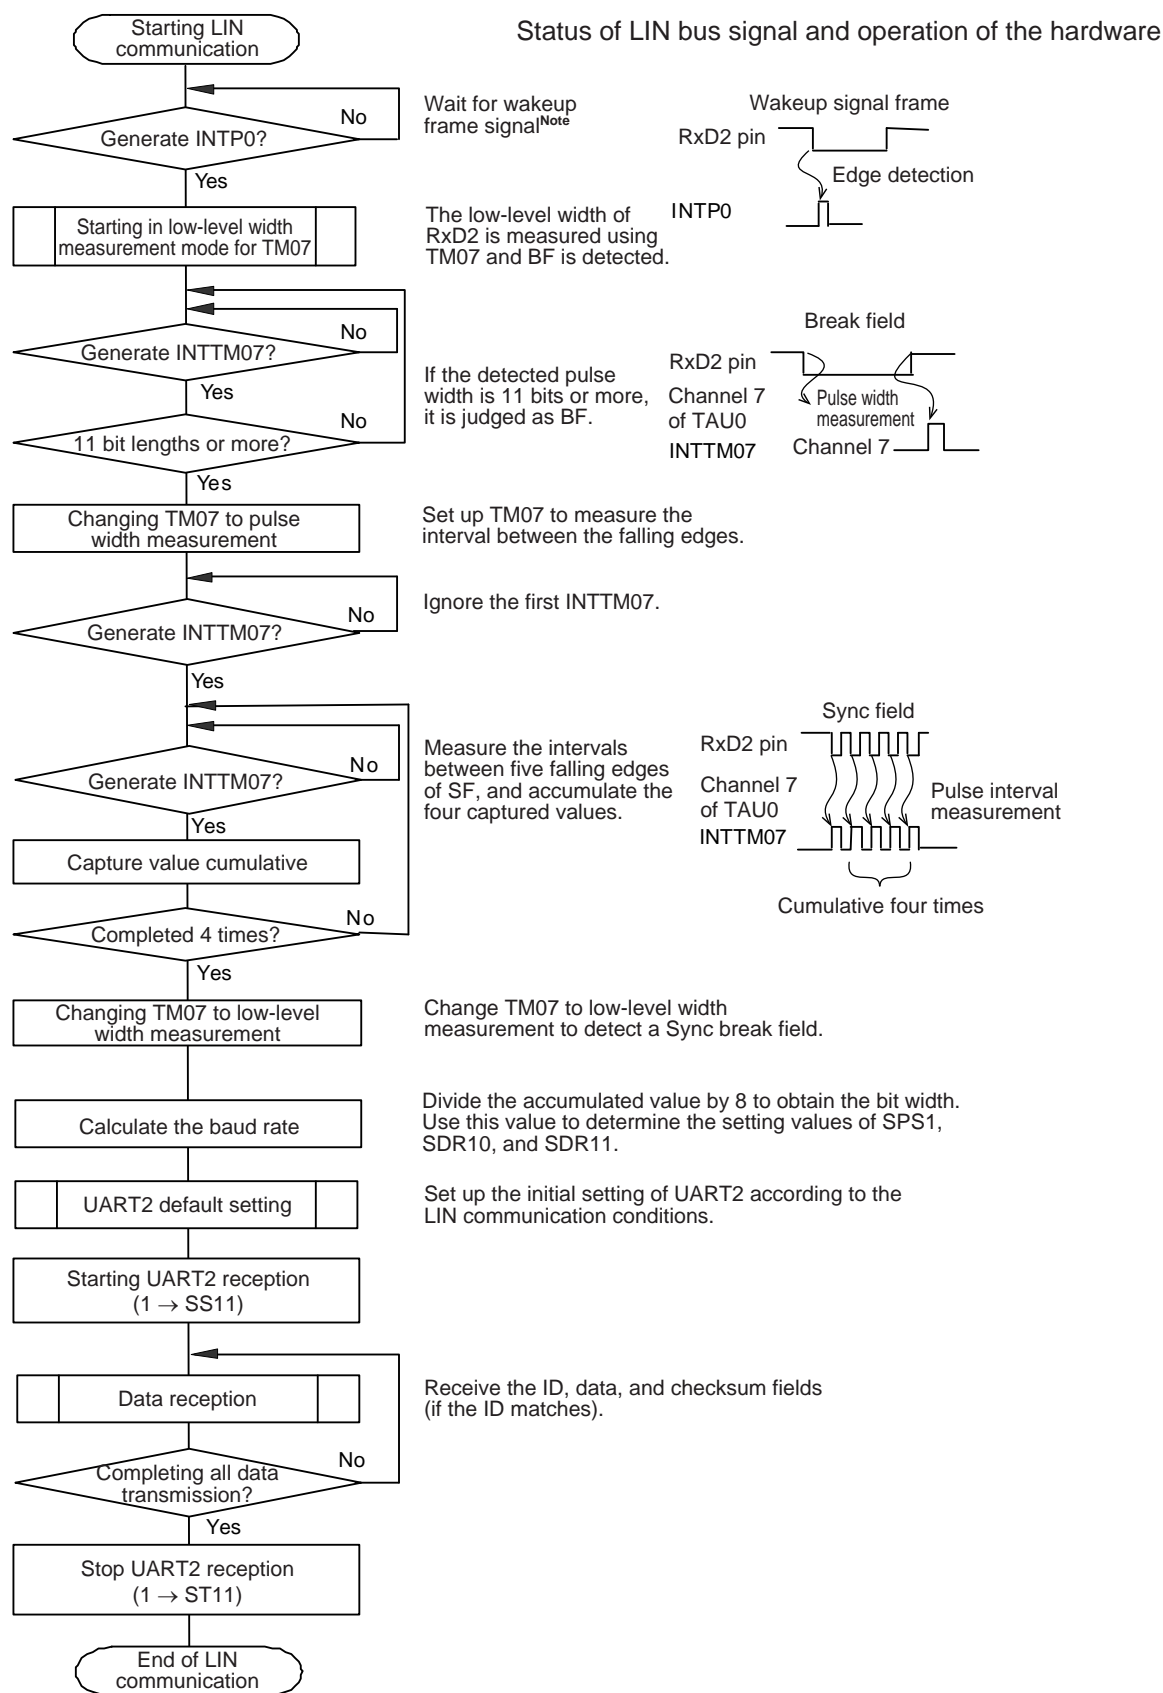 Starting LIN
communication
Status of LIN bus signal and operation of the hardware
Generate INTP0?
No
Yes
Wait for wakeup
frame signalNote
Wakeup signal frame
RxD2 pin
Edge detection
INTP0
Starting in low-level width
measurement mode for TM07
The low-level width of
RxD2 is measured using
TM07 and BF is detected.
Generate INTTM07?
No
Yes
11 bit lengths or more?
No
Yes
If the detected pulse
width is 11 bits or more,
it is judged as BF.
Break field
RxD2 pin
Channel 7
of TAU0
Pulse width
measurement
INTTM07
Channel 7
Changing TM07 to pulse
width measurement
Set up TM07 to measure the
interval between the falling edges.
Generate INTTM07?
No
Yes
Ignore the first INTTM07.
Generate INTTM07?
No
Yes
Capture value cumulative
Completed 4 times?
No
Yes
Measure the intervals
between five falling edges
of SF, and accumulate the
four captured values.
Sync field
RxD2 pin
Channel 7
of TAU0
Pulse interval
measurement
INTTM07
Cumulative four times
Changing TM07 to low-level
width measurement
Change TM07 to low-level width
measurement to detect a Sync break field.
Calculate the baud rate
Divide the accumulated value by 8 to obtain the bit width.
Use this value to determine the setting values of SPS1,
SDR10, and SDR11.
UART2 default setting
Set up the initial setting of UART2 according to the
LIN communication conditions.
Starting UART2 reception
(1 → SS11)
Data reception
Receive the ID, data, and checksum fields
(if the ID matches).
Completing all data
transmission?
No
Yes
Stop UART2 reception
(1 → ST11)
End of LIN
communication